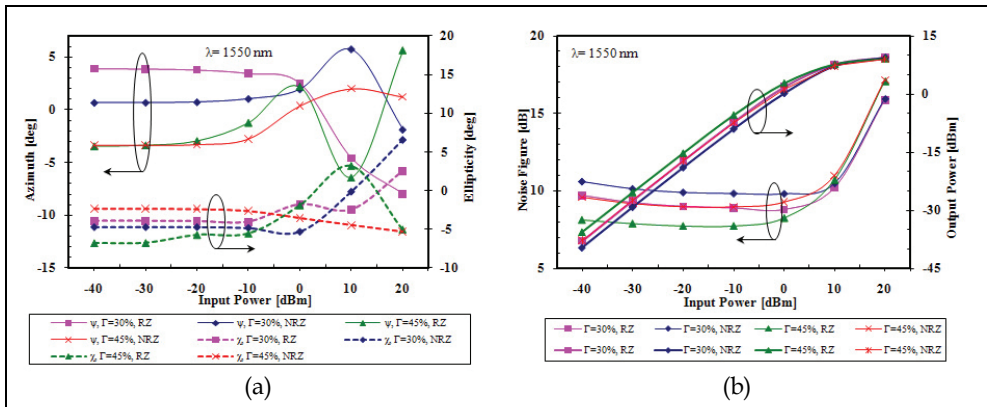 λ= 1550 nm
5
0
-5
-10
-15
Azimuth [deg]
20
15
10
5
0
-5
-10
Ellipticity [deg]
-40 -30 -20 -10 0 10 20
Input Power [dBm]
ψ, Γ=30%, RZ
ψ, Γ=30%, NRZ
ψ, Γ=45%, RZ
ψ, Γ=45%, NRZ
χ, Γ=30%, RZ
χ, Γ=30%, NRZ
χ, Γ=45%, RZ
χ, Γ=45%, NRZ
(a)
λ= 1550 nm
20
15
10
5
Noise Figure [dB]
15
0
-15
-30
-45
Output Power [dBm]
-40 -30 -20 -10 0 10 20
Input Power [dBm]
Γ=30%, RZ
Γ=30%, NRZ
Γ=45%, RZ
Γ=45%, NRZ
Γ=30%, RZ
Γ=30%, NRZ
Γ=45%, RZ
Γ=45%, NRZ
(b)